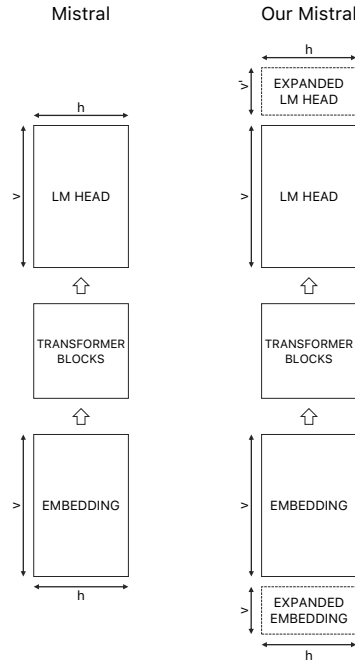 Mistral
Our Mistral
h
v'
EXPANDED
LM HEAD
h
v
LM HEAD
v
LM HEAD
TRANSFORMER
BLOCKS
TRANSFORMER
BLOCKS
v
EMBEDDING
v
EMBEDDING
h
v'
EXPANDED
EMBEDDING
h